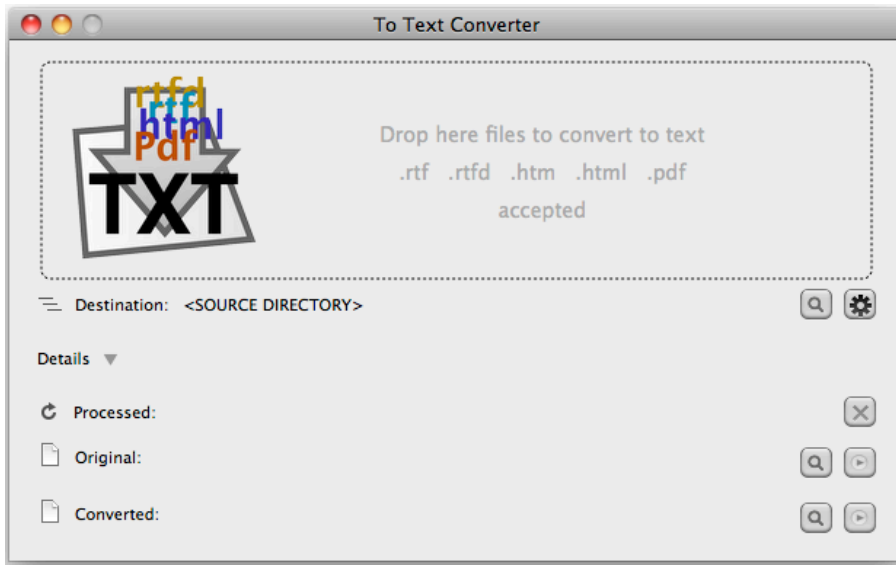 To Text Converter
rtfd
rtf
html
Pdf
TXT
Drop here files to convert to text
.rtf .rtfd .htm .html .pdf
accepted
Destination: <SOURCE DIRECTORY>
Details
Processed:
Original:
Converted: